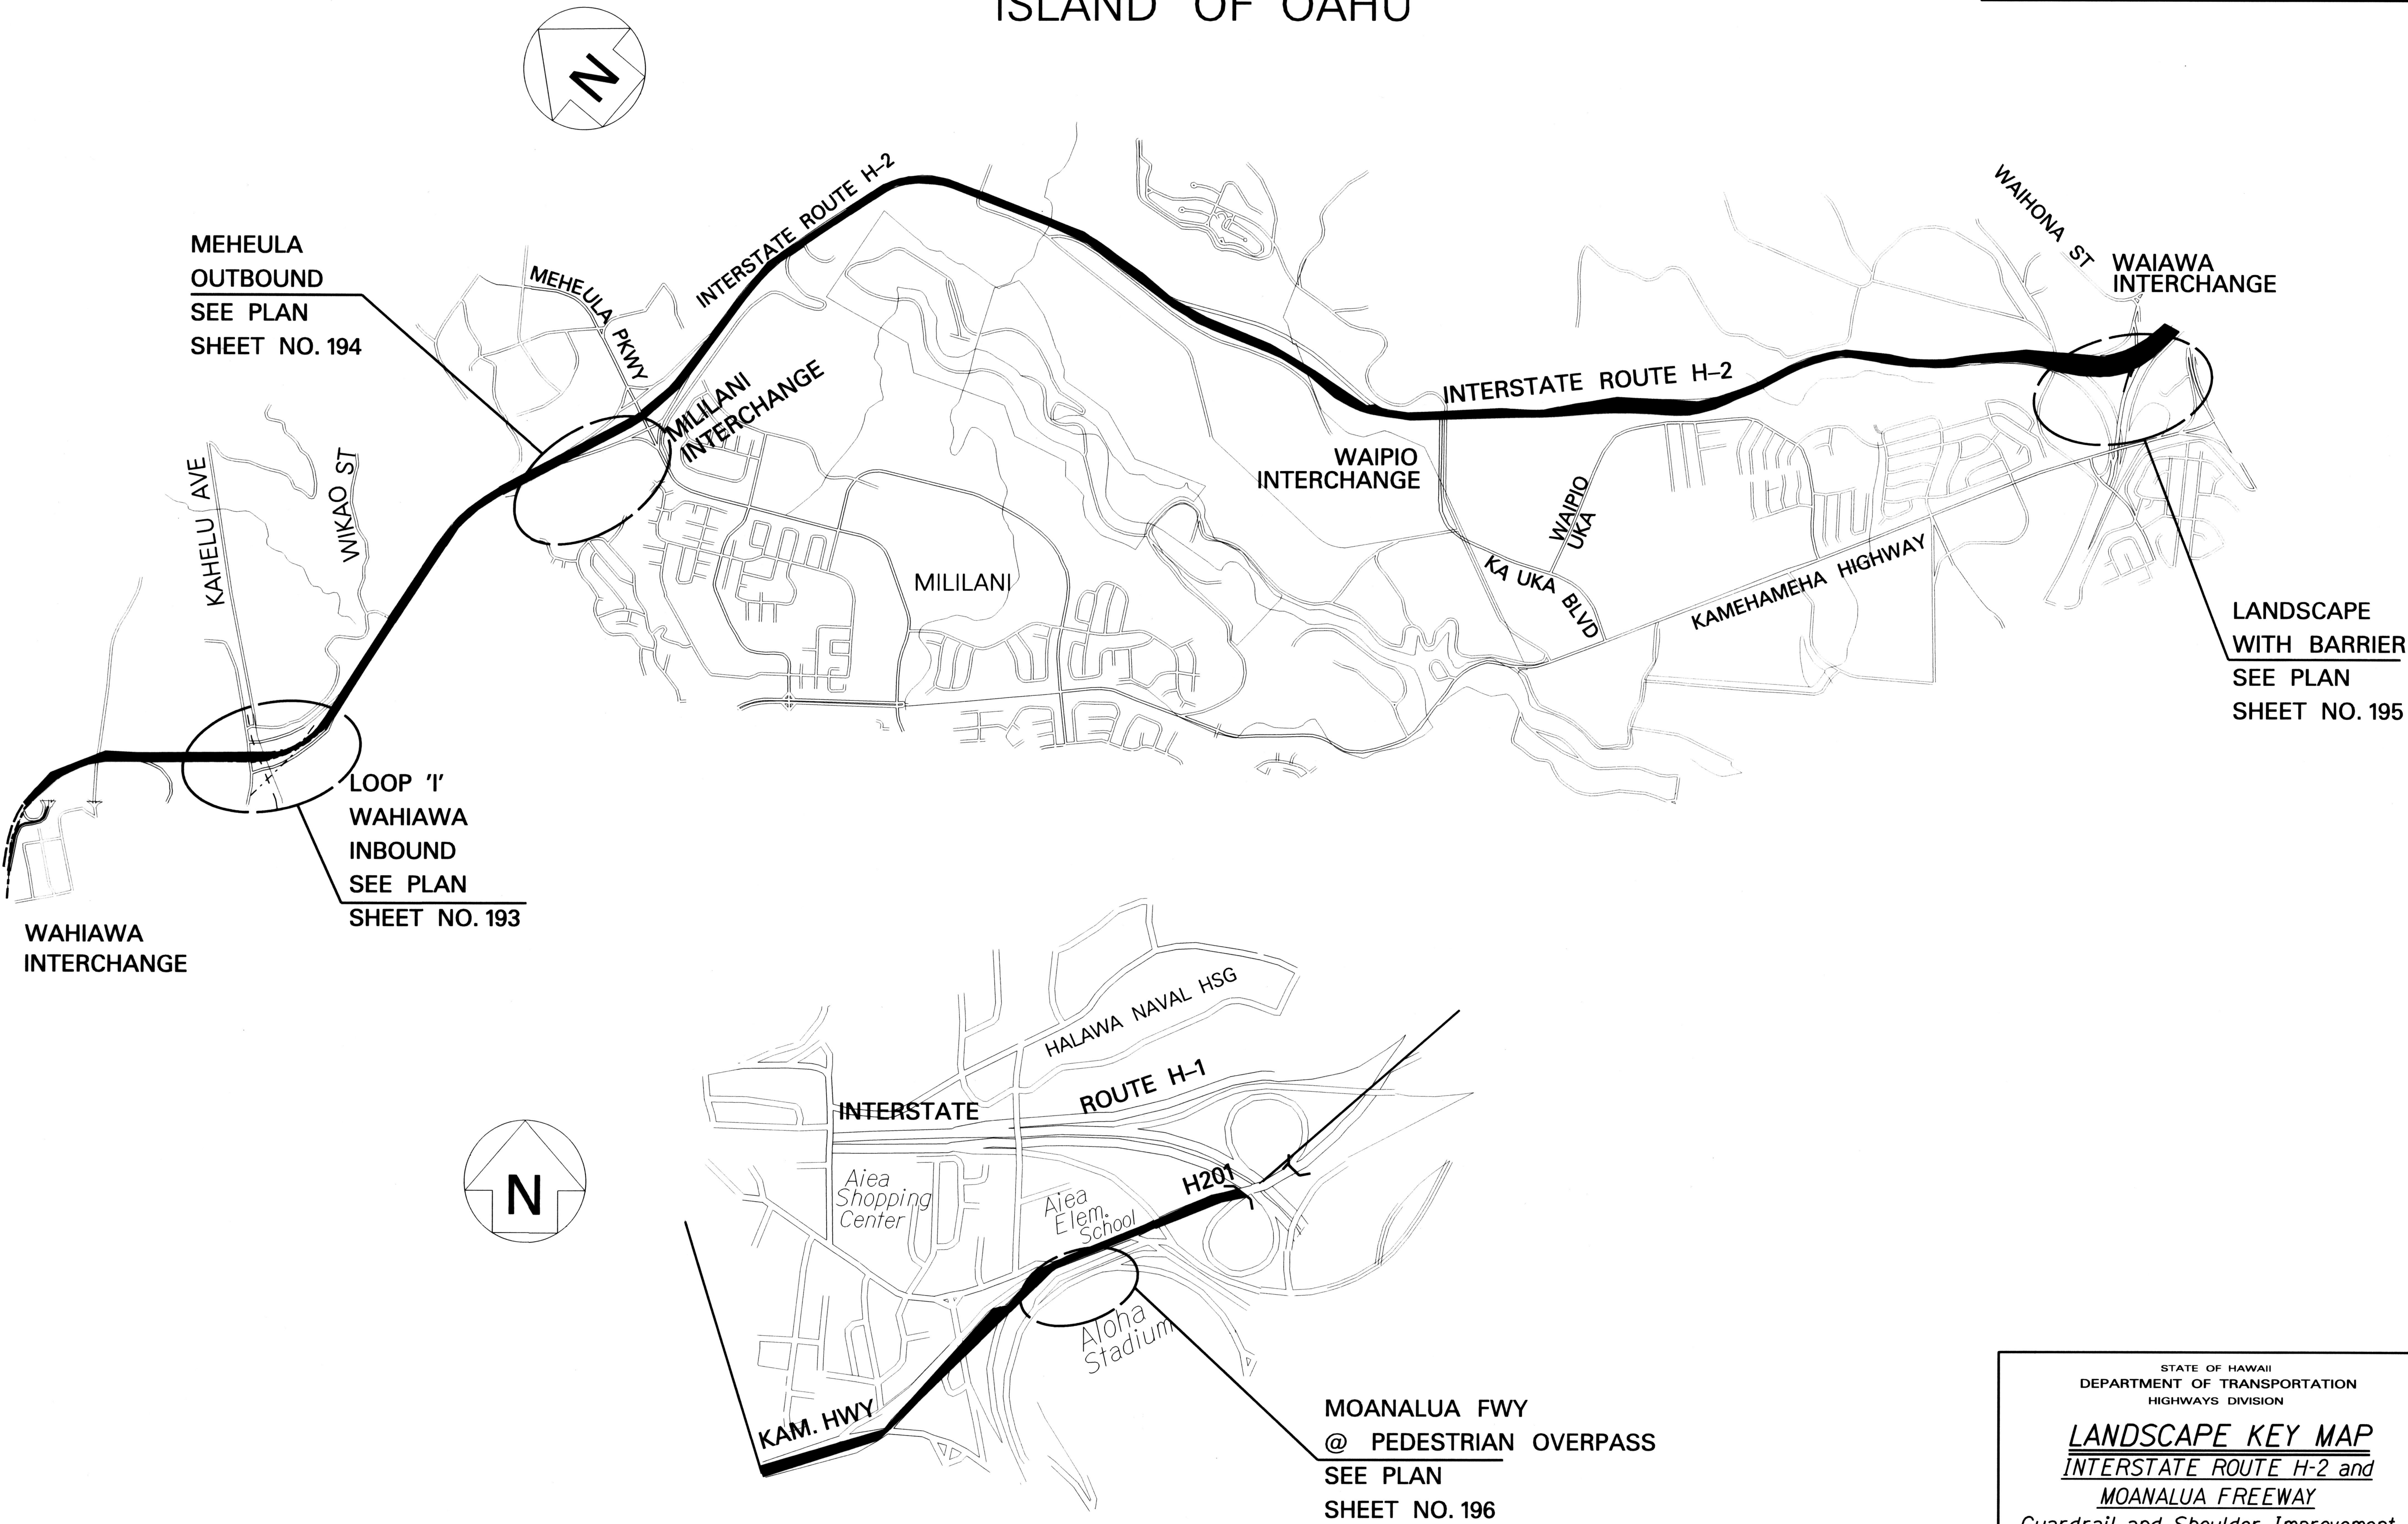 ISLAND OF OAHU
N
MEHEULA
OUTBOUND
SEE PLAN
SHEET NO. 194
MEHEULA PKWY
INTERSTATE ROUTE H-2
MILILANI
INTERCHANGE
KAHELU AVE
WIKAO ST
MILILANI
WAIPIO
INTERCHANGE
INTERSTATE ROUTE H-2
WAIPIO
UKA
KA UKA BLVD
KAMEHAMEHA HIGHWAY
WAIHONA ST
WAIAWA
INTERCHANGE
LANDSCAPE
WITH BARRIER
SEE PLAN
SHEET NO. 195
LOOP 'I'
WAHIAWA
INBOUND
SEE PLAN
SHEET NO. 193
WAHIAWA
INTERCHANGE
N
HALAWA NAVAL HSG
INTERSTATE ROUTE H-1
Aiea
Shopping
Center
Aiea
Elem.
School
H201
Aloha
Stadium
KAM. HWY
MOANALUA FWY
@ PEDESTRIAN OVERPASS
SEE PLAN
SHEET NO. 196
STATE OF HAWAII
DEPARTMENT OF TRANSPORTATION
HIGHWAYS DIVISION
LANDSCAPE KEY MAP
INTERSTATE ROUTE H-2 and
MOANALUA FREEWAY
Guardrail and Shoulder Improvement